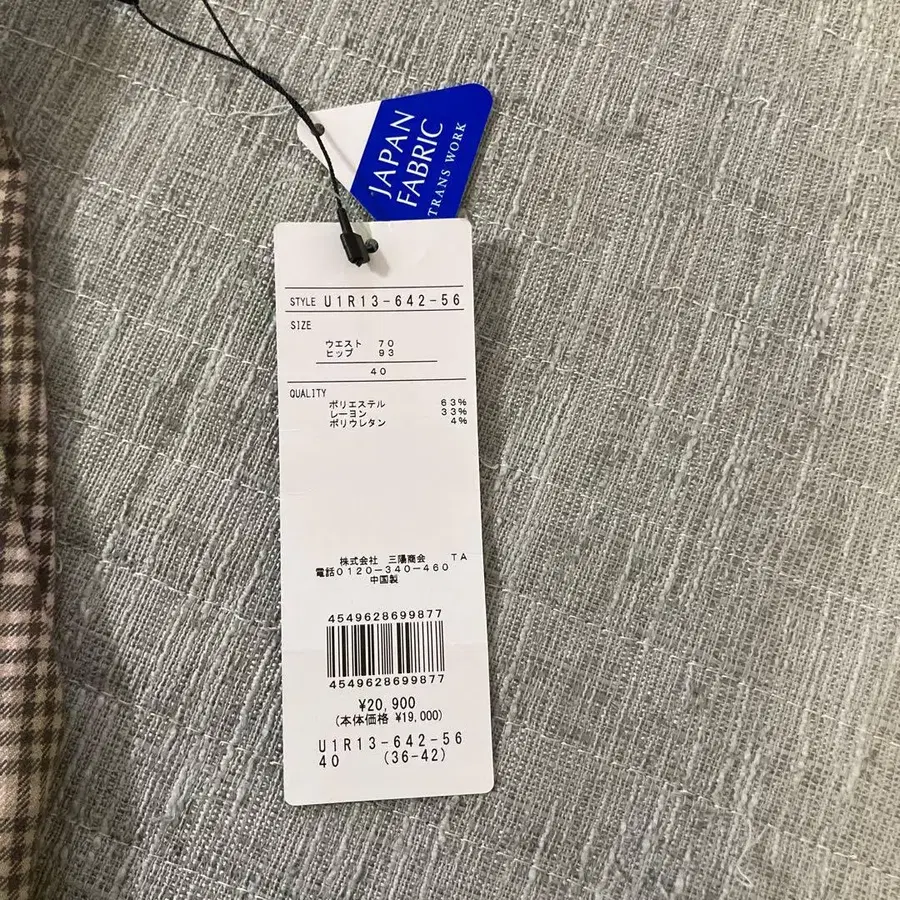 JAPAN
FABRIC
TRANS WORK
STYLE U1R13-642-56
SIZE
ウエスト 70
ヒップ 93
40
QUALITY
ポリエステル 63%
レーヨン 33%
ポリウレタン 4%
株式会社 三陽商会 TA
電話0120-340-460
中国製
4549628699877
4549628699877
¥20,900
(本体価格 ¥19,000)
U1R13-642-56
40 (36-42)